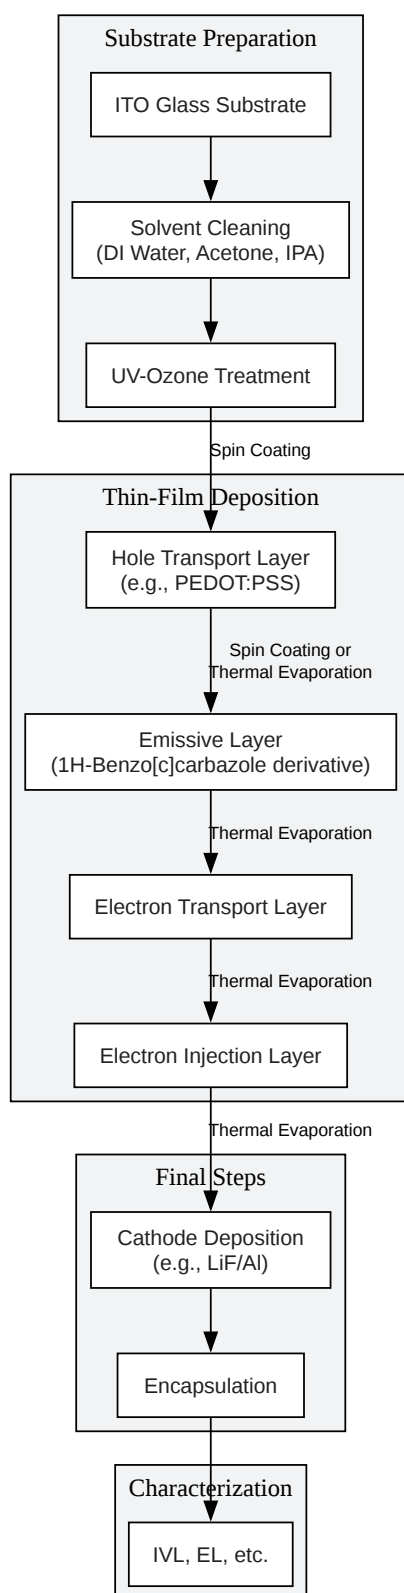 Substrate Preparation
ITO Glass Substrate
Solvent Cleaning
(DI Water, Acetone, IPA)
UV-Ozone Treatment
Spin Coating
Thin-Film Deposition
Hole Transport Layer
(e.g., PEDOT:PSS)
Spin Coating or
Thermal Evaporation
Emissive Layer
(1H-Benzo[c]carbazole derivative)
Thermal Evaporation
Electron Transport Layer
Thermal Evaporation
Electron Injection Layer
Thermal Evaporation
Final Steps
Cathode Deposition
(e.g., LiF/Al)
Encapsulation
Characterization
IVL, EL, etc.